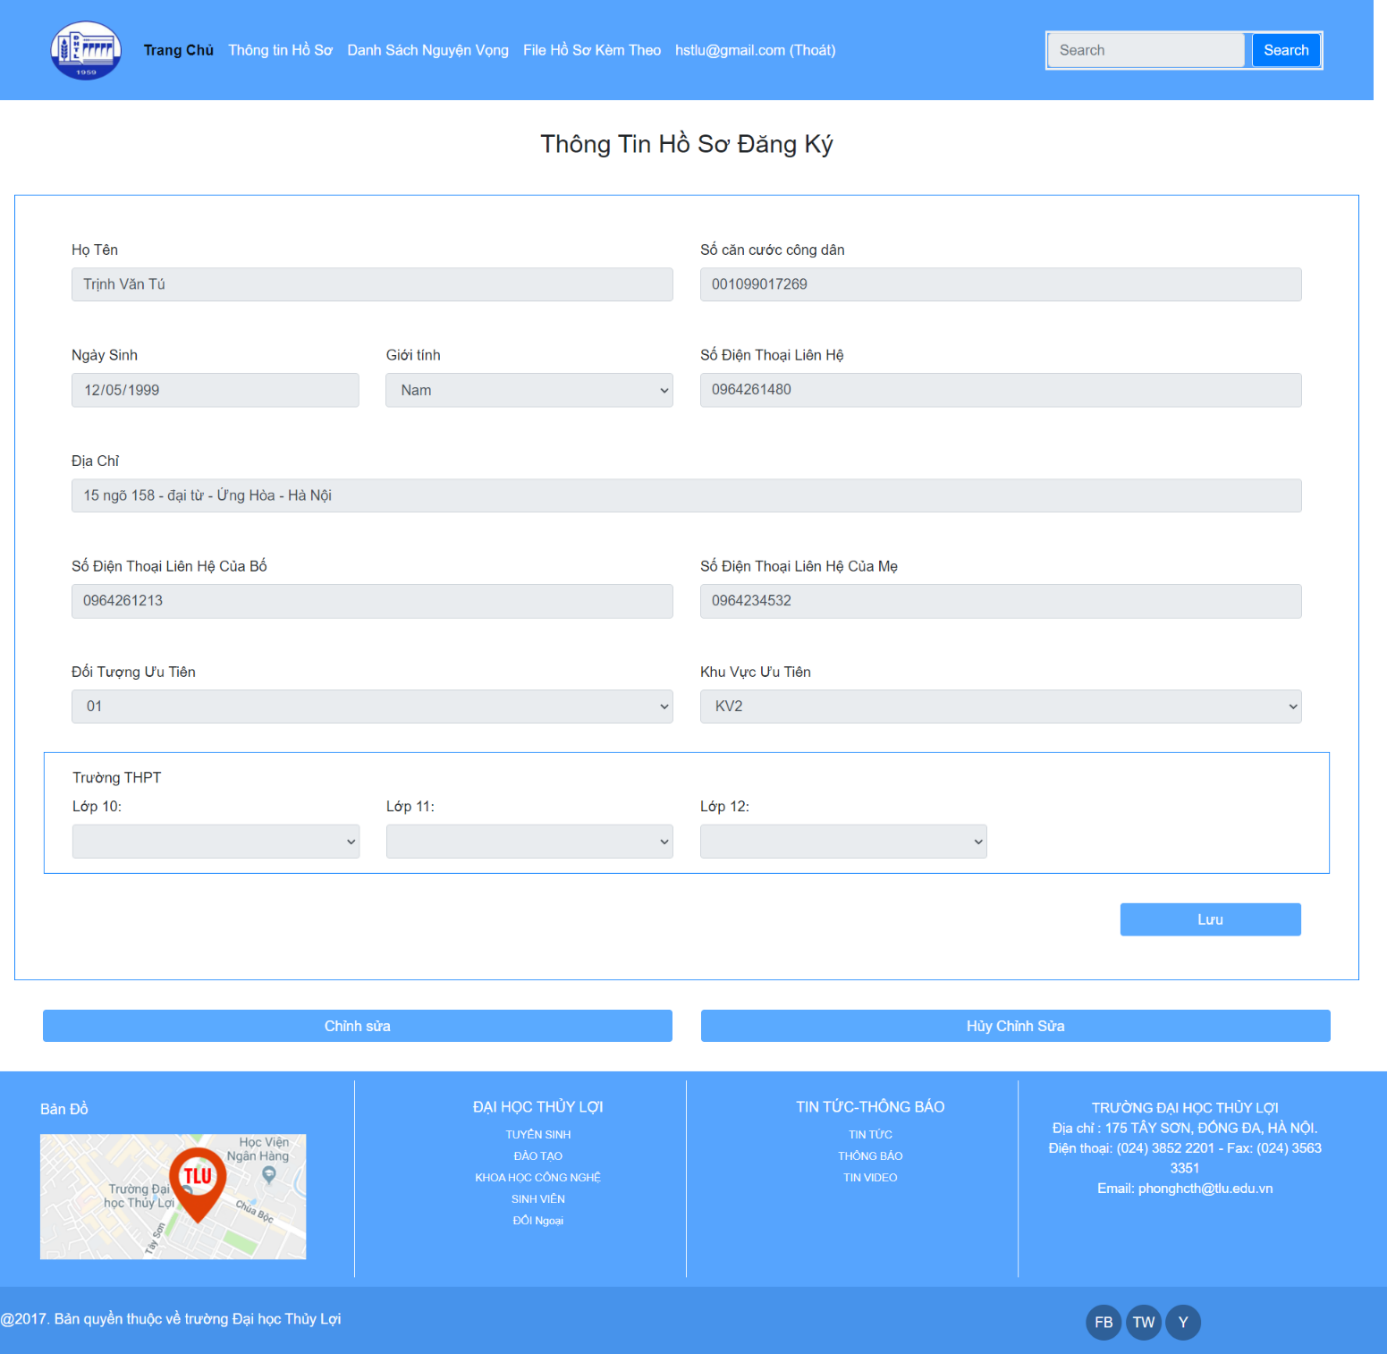 1959
Trang Chủ Thông tin Hồ Sơ Danh Sách Nguyện Vọng File Hồ Sơ Kèm Theo hstlu@gmail.com (Thoát)
Search Search
Thông Tin Hồ Sơ Đăng Ký
Họ Tên
Số căn cước công dân
Trịnh Văn Tú
001099017269
Ngày Sinh
Giới tính
Số Điện Thoại Liên Hệ
12/05/1999
Nam
0964261480
Địa Chỉ
15 ngõ 158 - đại từ - Ứng Hòa - Hà Nội
Số Điện Thoại Liên Hệ Của Bố
Số Điện Thoại Liên Hệ Của Mẹ
0964261213
0964234532
Đối Tượng Ưu Tiên
Khu Vực Ưu Tiên
01
KV2
Trường THPT
Lớp 10:
Lớp 11:
Lớp 12:
Lưu
Chỉnh sửa
Hủy Chỉnh Sửa
Bản Đồ
Học Viện
Ngân Hàng
TLU
Trường Đại
học Thủy Lợi
Chùa Bộc
Tây Sơn
ĐẠI HỌC THỦY LỢI
TUYỂN SINH
ĐÀO TẠO
KHOA HỌC CÔNG NGHỆ
SINH VIÊN
ĐỐI Ngoại
TIN TỨC-THÔNG BÁO
TIN TỨC
THÔNG BÁO
TIN VIDEO
TRƯỜNG ĐẠI HỌC THỦY LỢI
Địa chỉ : 175 TÂY SƠN, ĐỐNG ĐA, HÀ NỘI.
Điện thoại: (024) 3852 2201 - Fax: (024) 3563
3351
Email: phonghcth@tlu.edu.vn
@2017. Bản quyền thuộc về trường Đại học Thủy Lợi
FB TW Y